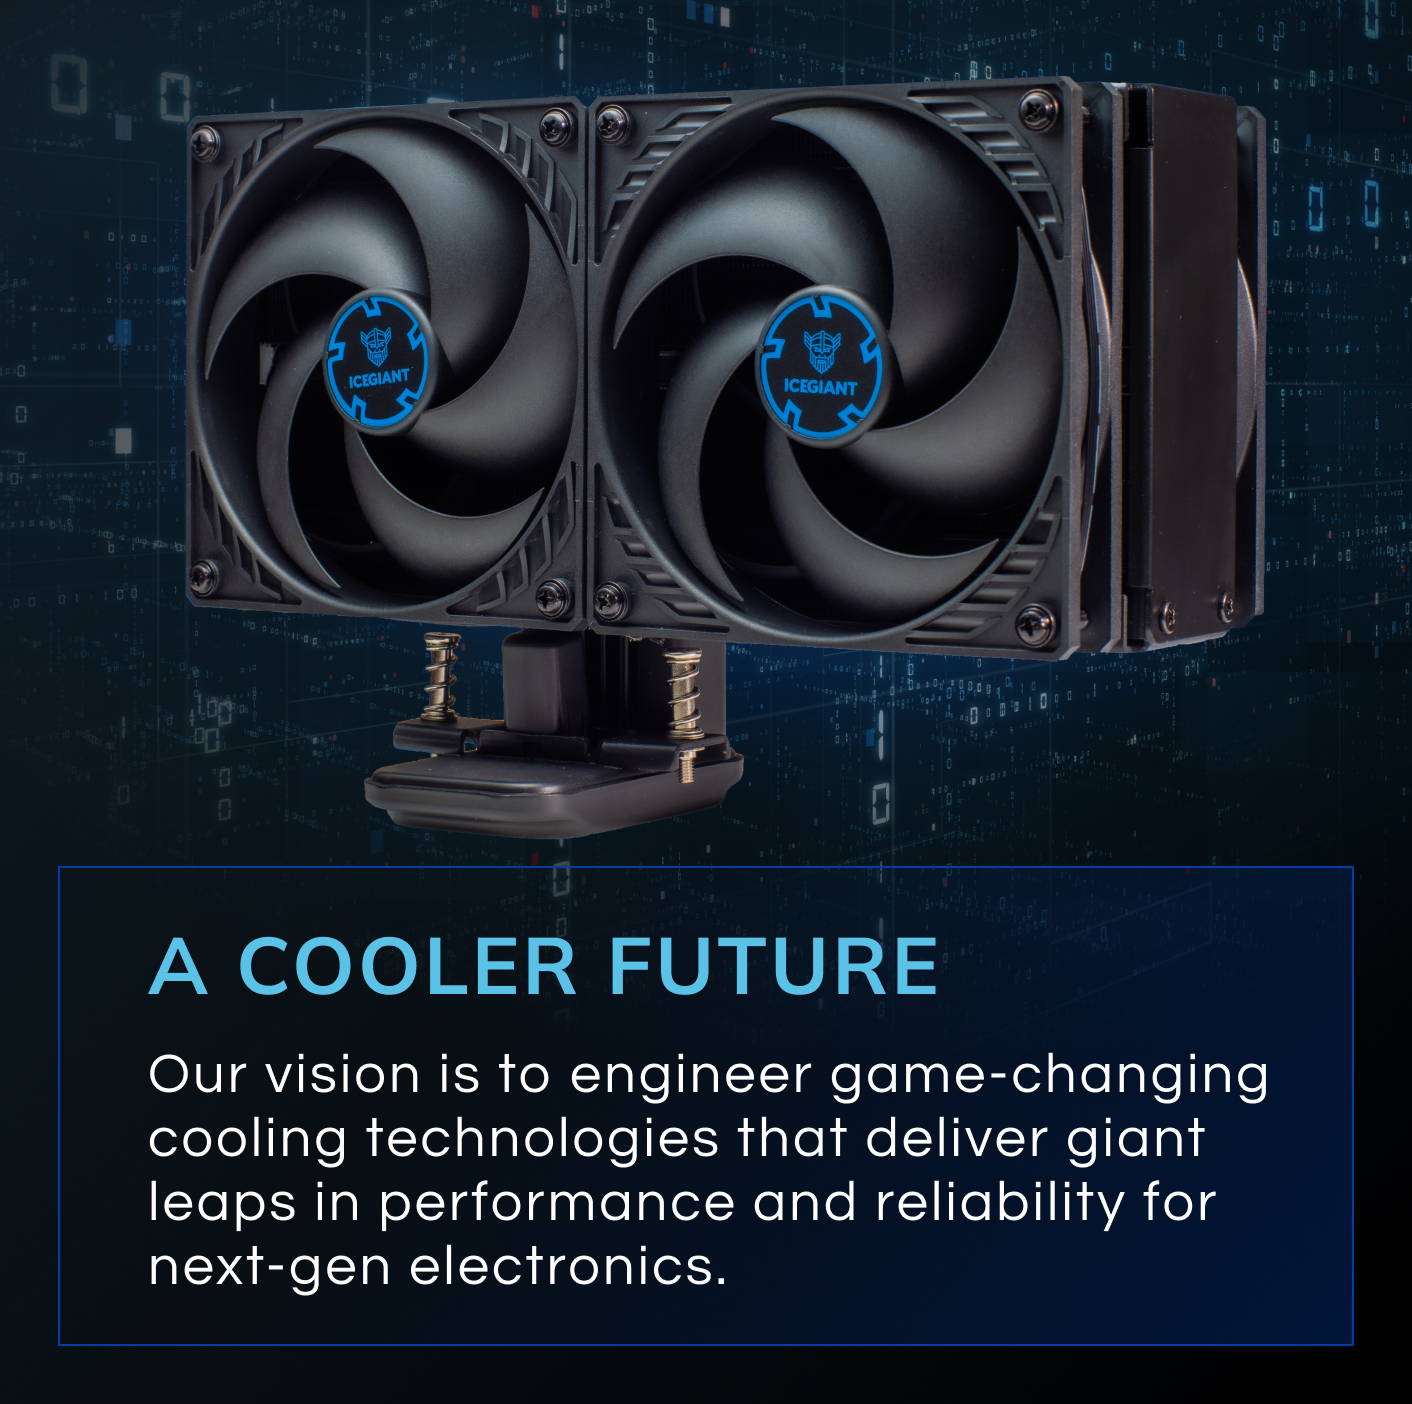 ICEGIANT
ICEGIANT
A COOLER FUTURE
Our vision is to engineer game-changing
cooling technologies that deliver giant
leaps in performance and reliability for
next-gen electronics.